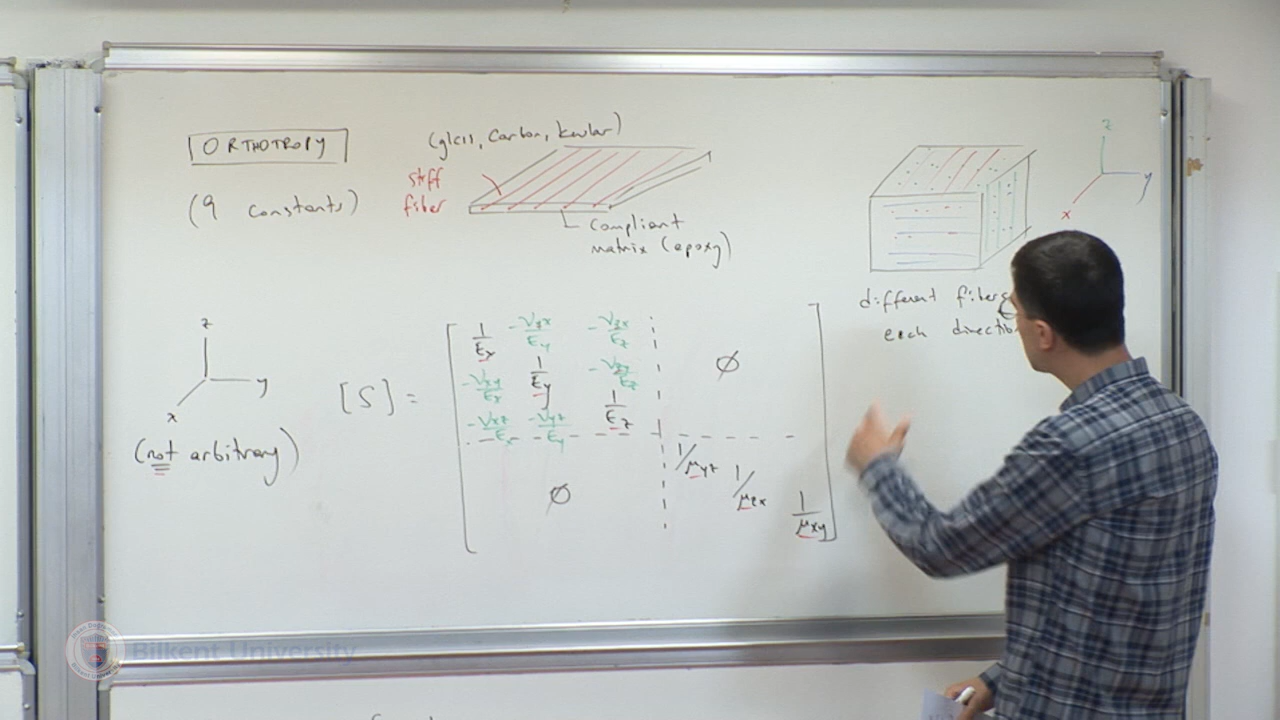 ORTHOTROPY
(9 constants)
(glass, carbon, kevlar)
stiff
fiber
compliant
matrix (epoxy)
z
y
x
different fibers
each direction
z
y
x
(not arbitrary)
[S] =
1/Ex -νyx/Ey -νzx/Ez
-νxy/Ex 1/Ey -νzy/Ez
-νxz/Ex -νyz/Ey 1/Ez
∅
∅
1/μyz
1/μzx
1/μxy
Bilkent University